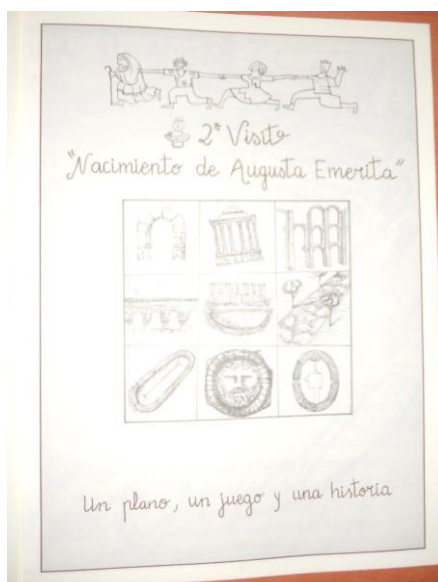 2ª Visita
"Nacimiento de Augusta Emerita"
Un plano, un juego y una historia